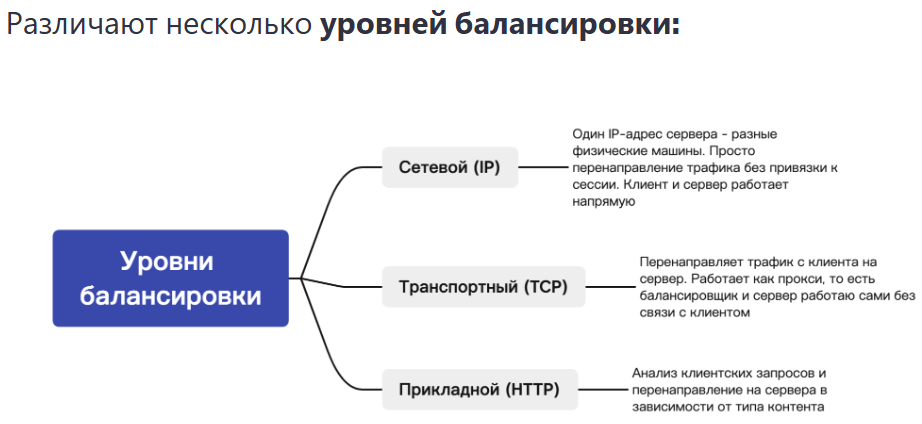 Различают несколько уровней балансировки:
Уровни
балансировки
Сетевой (IP)
Один IP-адрес сервера - разные
физические машины. Просто
перенаправление трафика без привязки к
сессии. Клиент и сервер работает
напрямую
Транспортный (TCP)
Перенаправляет трафик с клиента на
сервер. Работает как прокси, то есть
балансировщик и сервер работаю сами без
связи с клиентом
Прикладной (HTTP)
Анализ клиентских запросов и
перенаправление на сервера в
зависимости от типа контента